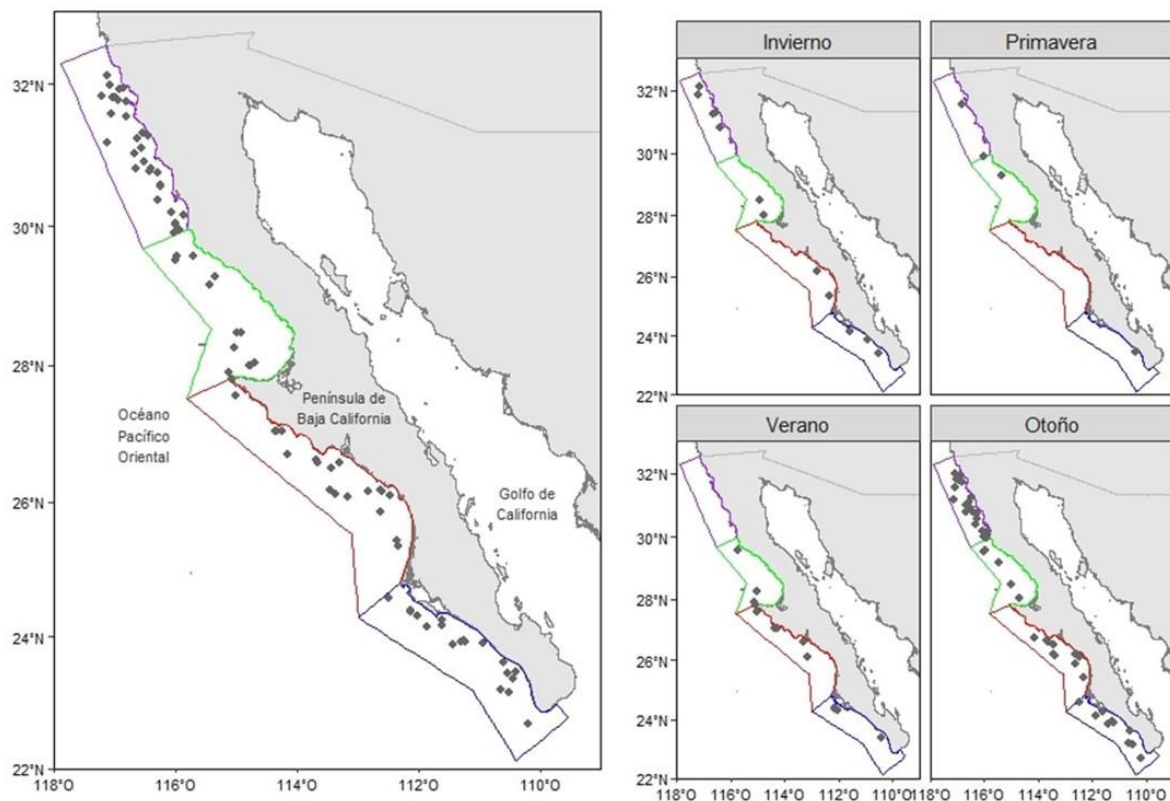 32°N
30°N
28°N
26°N
24°N
22°N
118°O
116°O
114°O
112°O
110°O
Océano
Pacífico
Oriental
Península de
Baja California
Golfo de
California
Invierno
Primavera
32°N
30°N
28°N
26°N
24°N
22°N
Verano
Otoño
32°N
30°N
28°N
26°N
24°N
22°N
118°O
116°O
114°O
112°O
110°O
118°O
116°O
114°O
112°O
110°O